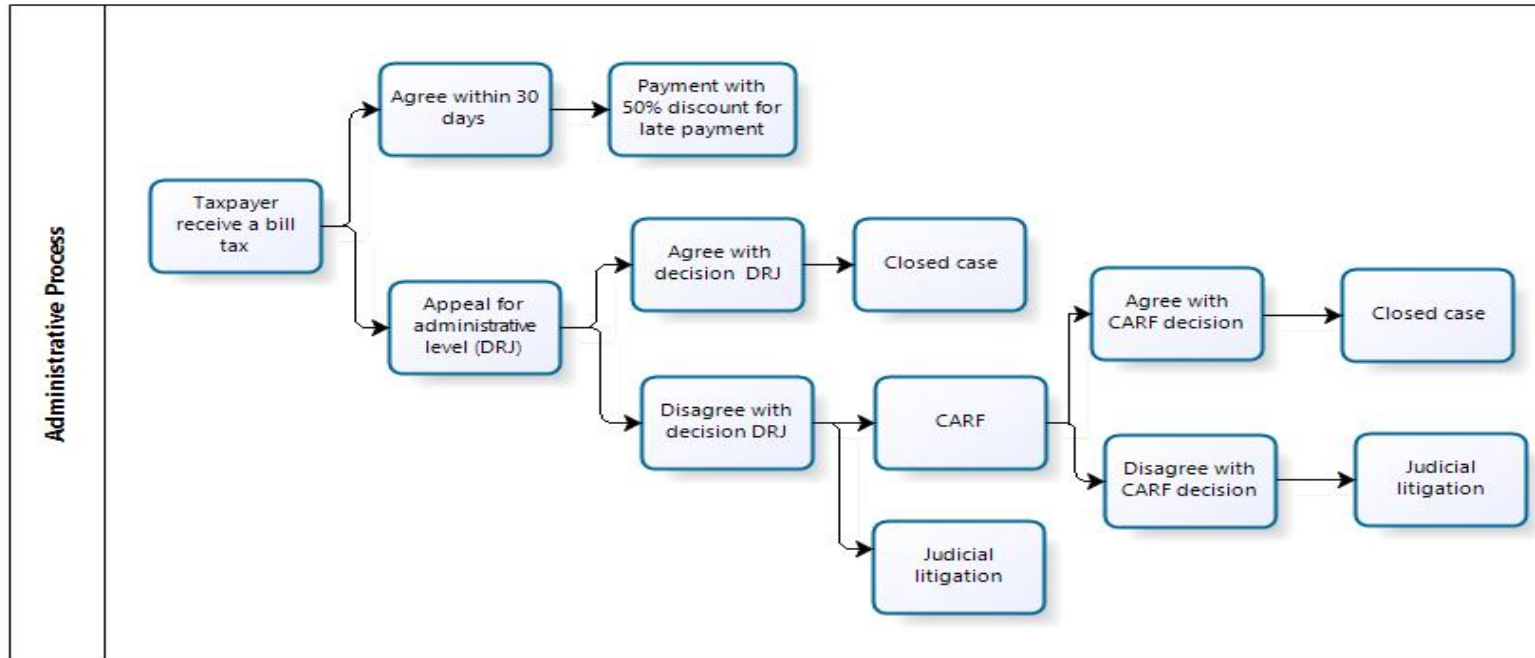 Administrative Process
Taxpayer
receive a bill
tax
Agree within 30
days
Payment with
50% discount for
late payment
Appeal for
administrative
level (DRJ)
Agree with
decision DRJ
Closed case
Disagree with
decision DRJ
CARF
Judicial
litigation
Agree with
CARF decision
Closed case
Disagree with
CARF decision
Judicial
litigation